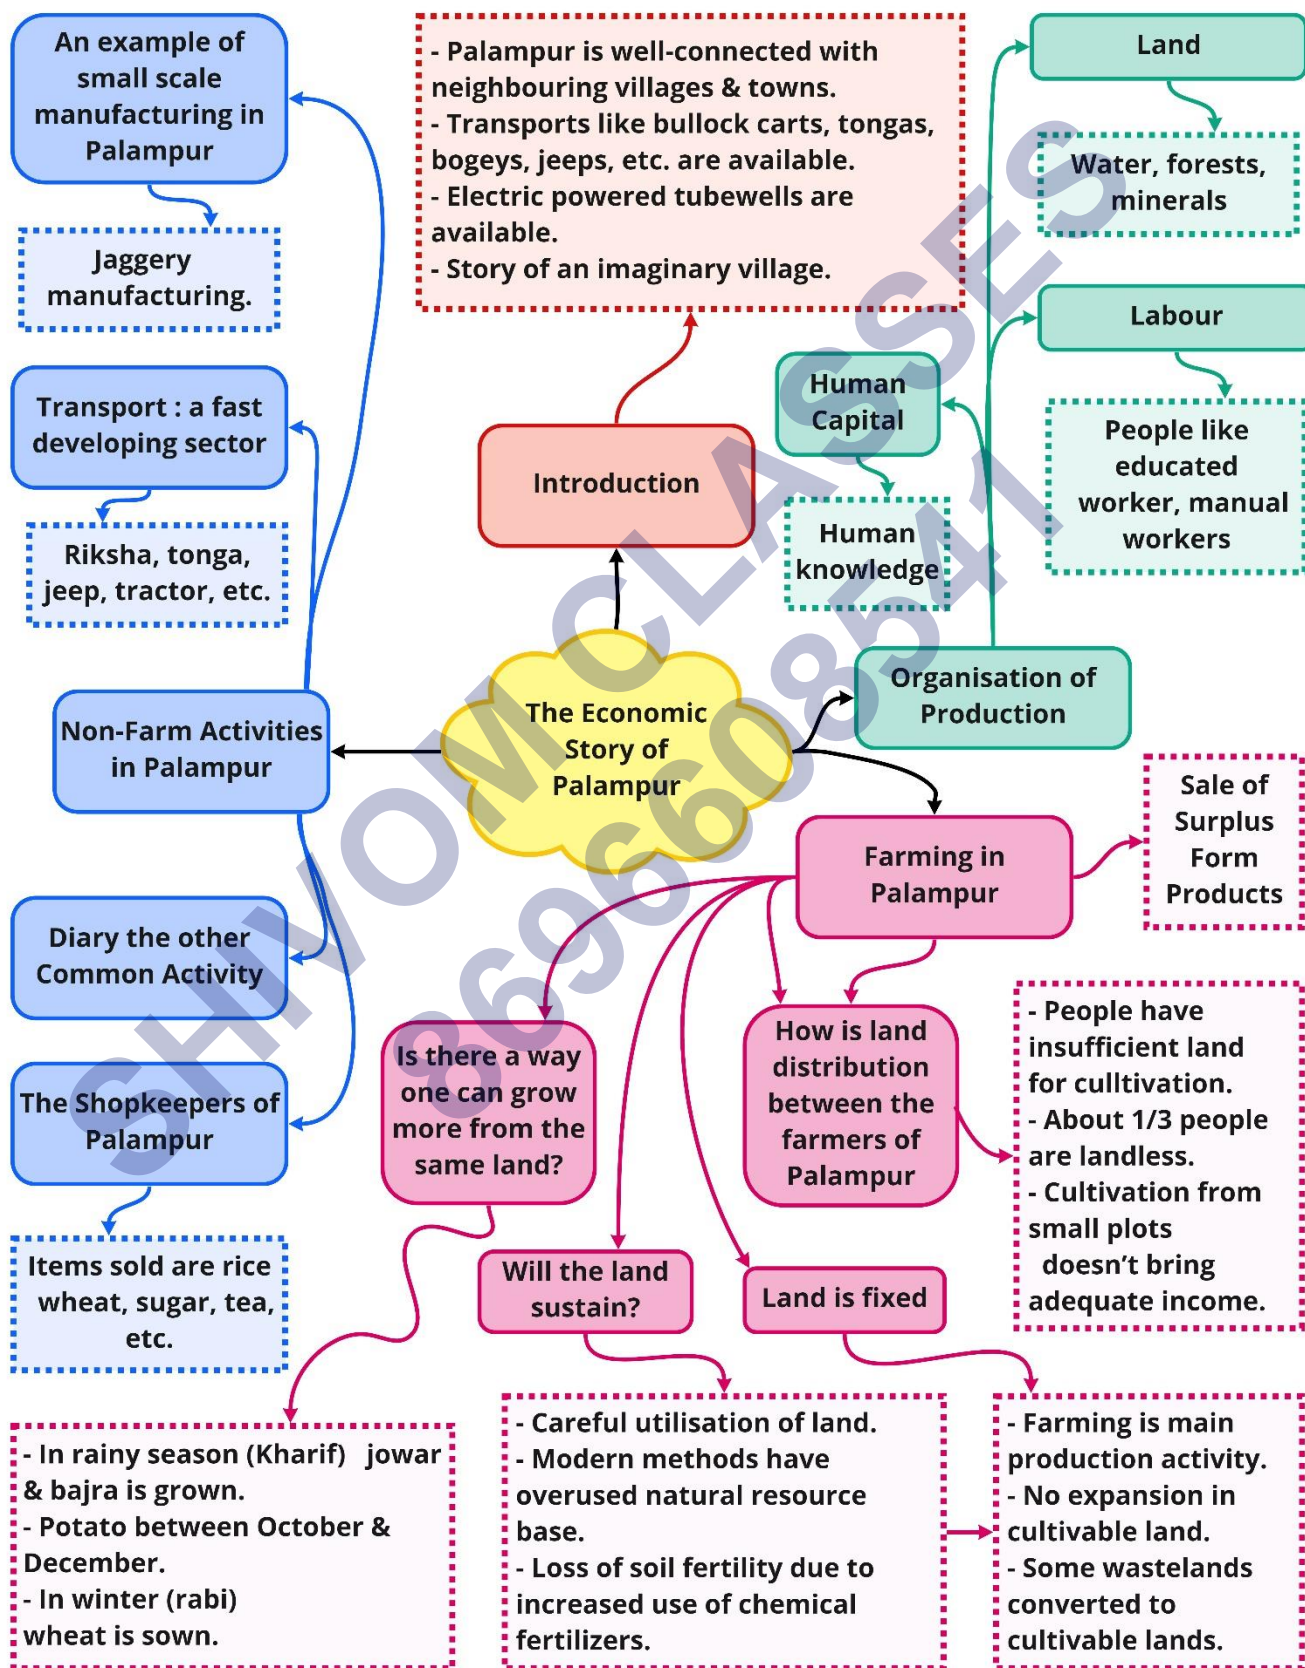 An example of
small scale
manufacturing in
Palampur
Jaggery
manufacturing.
Transport : a fast
developing sector
Riksha, tonga,
jeep, tractor, etc.
Non-Farm Activities
in Palampur
Diary the other
Common Activity
The Shopkeepers of
Palampur
Items sold are rice
wheat, sugar, tea,
etc.
- Palampur is well-connected with
neighbouring villages & towns.
- Transports like bullock carts, tongas,
bogeys, jeeps, etc. are available.
- Electric powered tubewells are
available.
- Story of an imaginary village.
Introduction
The Economic
Story of
Palampur
Land
Water, forests,
minerals
Labour
People like
educated
worker, manual
workers
Human
Capital
Human
knowledge
Organisation of
Production
Farming in
Palampur
Sale of
Surplus
Form
Products
Is there a way
one can grow
more from the
same land?
How is land
distribution
between the
farmers of
Palampur
- People have
insufficient land
for culltivation.
- About 1/3 people
are landless.
- Cultivation from
small plots
doesn't bring
adequate income.
Will the land
sustain?
Land is fixed
- In rainy season (Kharif) jowar
& bajra is grown.
- Potato between October &
December.
- In winter (rabi)
wheat is sown.
- Careful utilisation of land.
- Modern methods have
overused natural resource
base.
- Loss of soil fertility due to
increased use of chemical
fertilizers.
- Farming is main
production activity.
- No expansion in
cultivable land.
- Some wastelands
converted to
cultivable lands.
SHIVOM CLASSES
8696608541